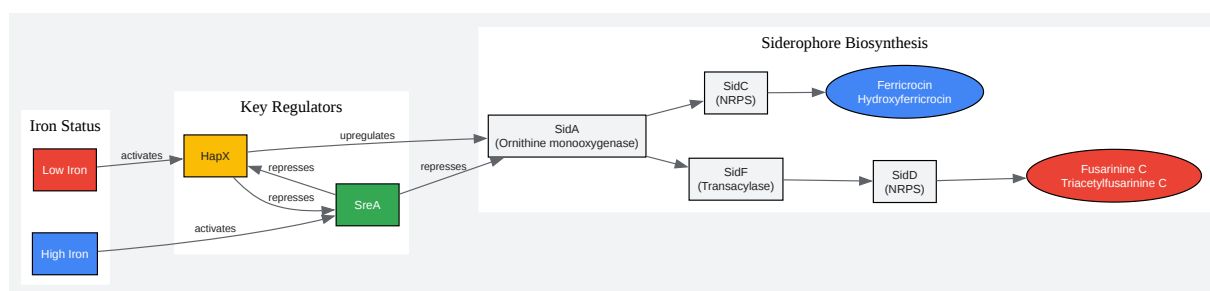 Siderophore Biosynthesis
Key Regulators
Iron Status
Low Iron
High Iron
activates
activates
HapX
SreA
represses
represses
upregulates
represses
SidA
(Ornithine monooxygenase)
SidC
(NRPS)
Ferricrocin
Hydroxyferricrocin
SidF
(Transacylase)
SidD
(NRPS)
Fusarinine C
Triacetylfusarinine C